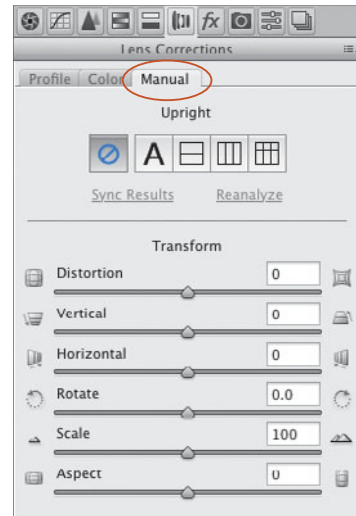 fx
Lens Corrections
Profile Color Manual
Upright
A
Sync Results Reanalyze
Transform
Distortion 0
Vertical 0
Horizontal 0
Rotate 0.0
Scale 100
Aspect 0